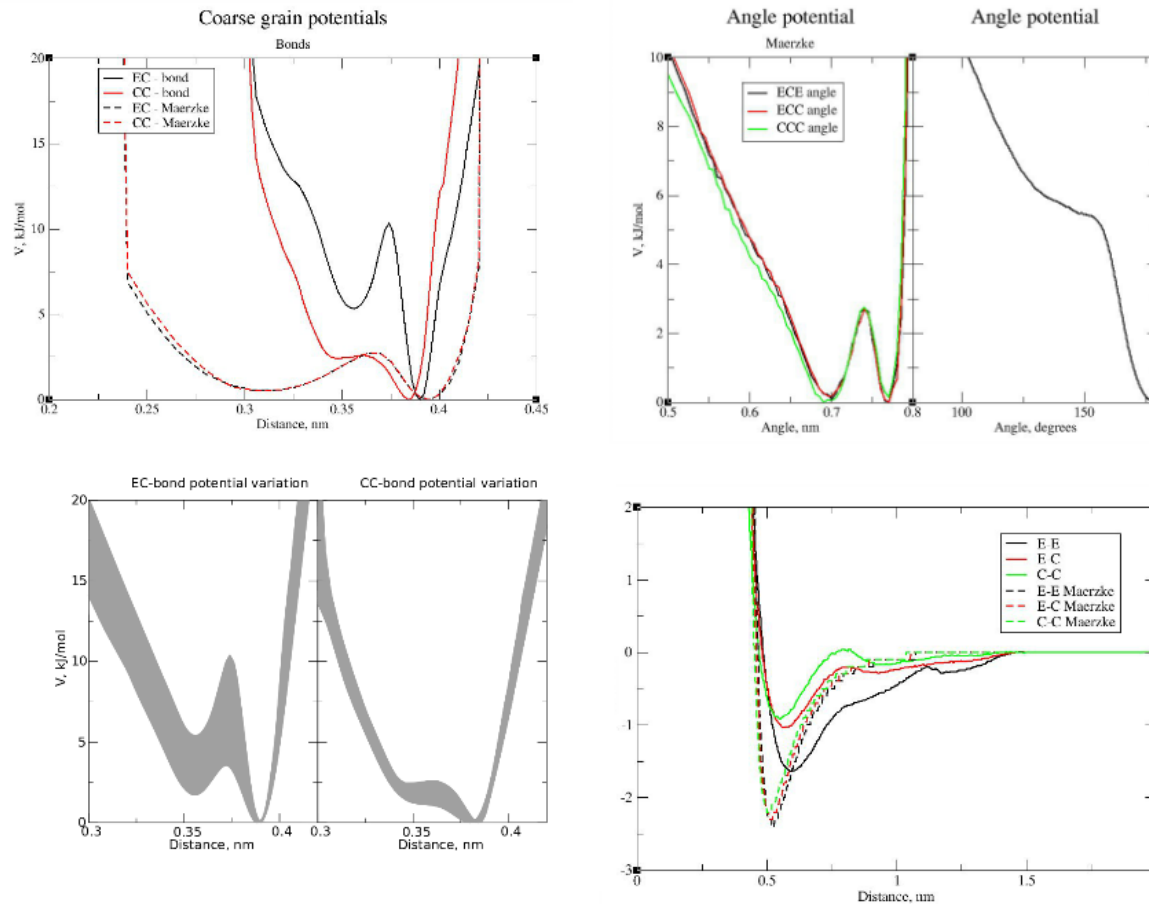 Coarse grain potentials
Bonds
20
15
10
5
0
V, kJ/mol
EC - bond
CC - bond
EC - Maerzke
CC - Maerzke
0.2
0.25
0.3
0.35
0.4
0.45
Distance, nm
Angle potential
Maerzke
10
8
6
4
2
0
V, kJ/mol
ECE angle
ECC angle
CCC angle
0.5
0.6
0.7
0.8
Angle, nm
Angle potential
100
150
Angle, degrees
EC-bond potential variation
20
15
10
5
0
V, kJ/mol
0.3
0.35
0.4
Distance, nm
CC-bond potential variation
0.3
0.35
0.4
Distance, nm
2
1
0
-1
-2
-3
E-E
E-C
C-C
E-E Maerzke
E-C Maerzke
C-C Maerzke
0
0.5
1
1.5
Distance, nm